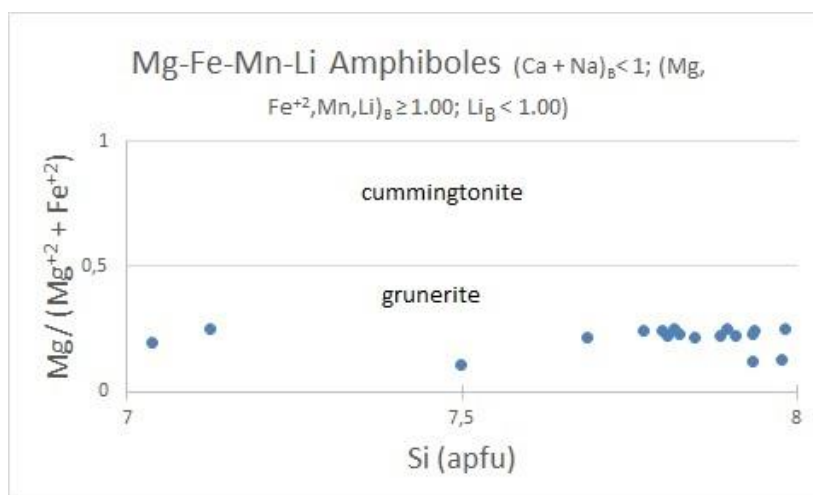 Mg-Fe-Mn-Li Amphiboles (Ca + Na)B< 1; (Mg,
Fe+2,Mn,Li)B ≥ 1.00; LiB < 1.00)
1
cummingtonite
0,5
grunerite
0
7
7,5
8
Mg/ (Mg+2 + Fe+2)
Si (apfu)